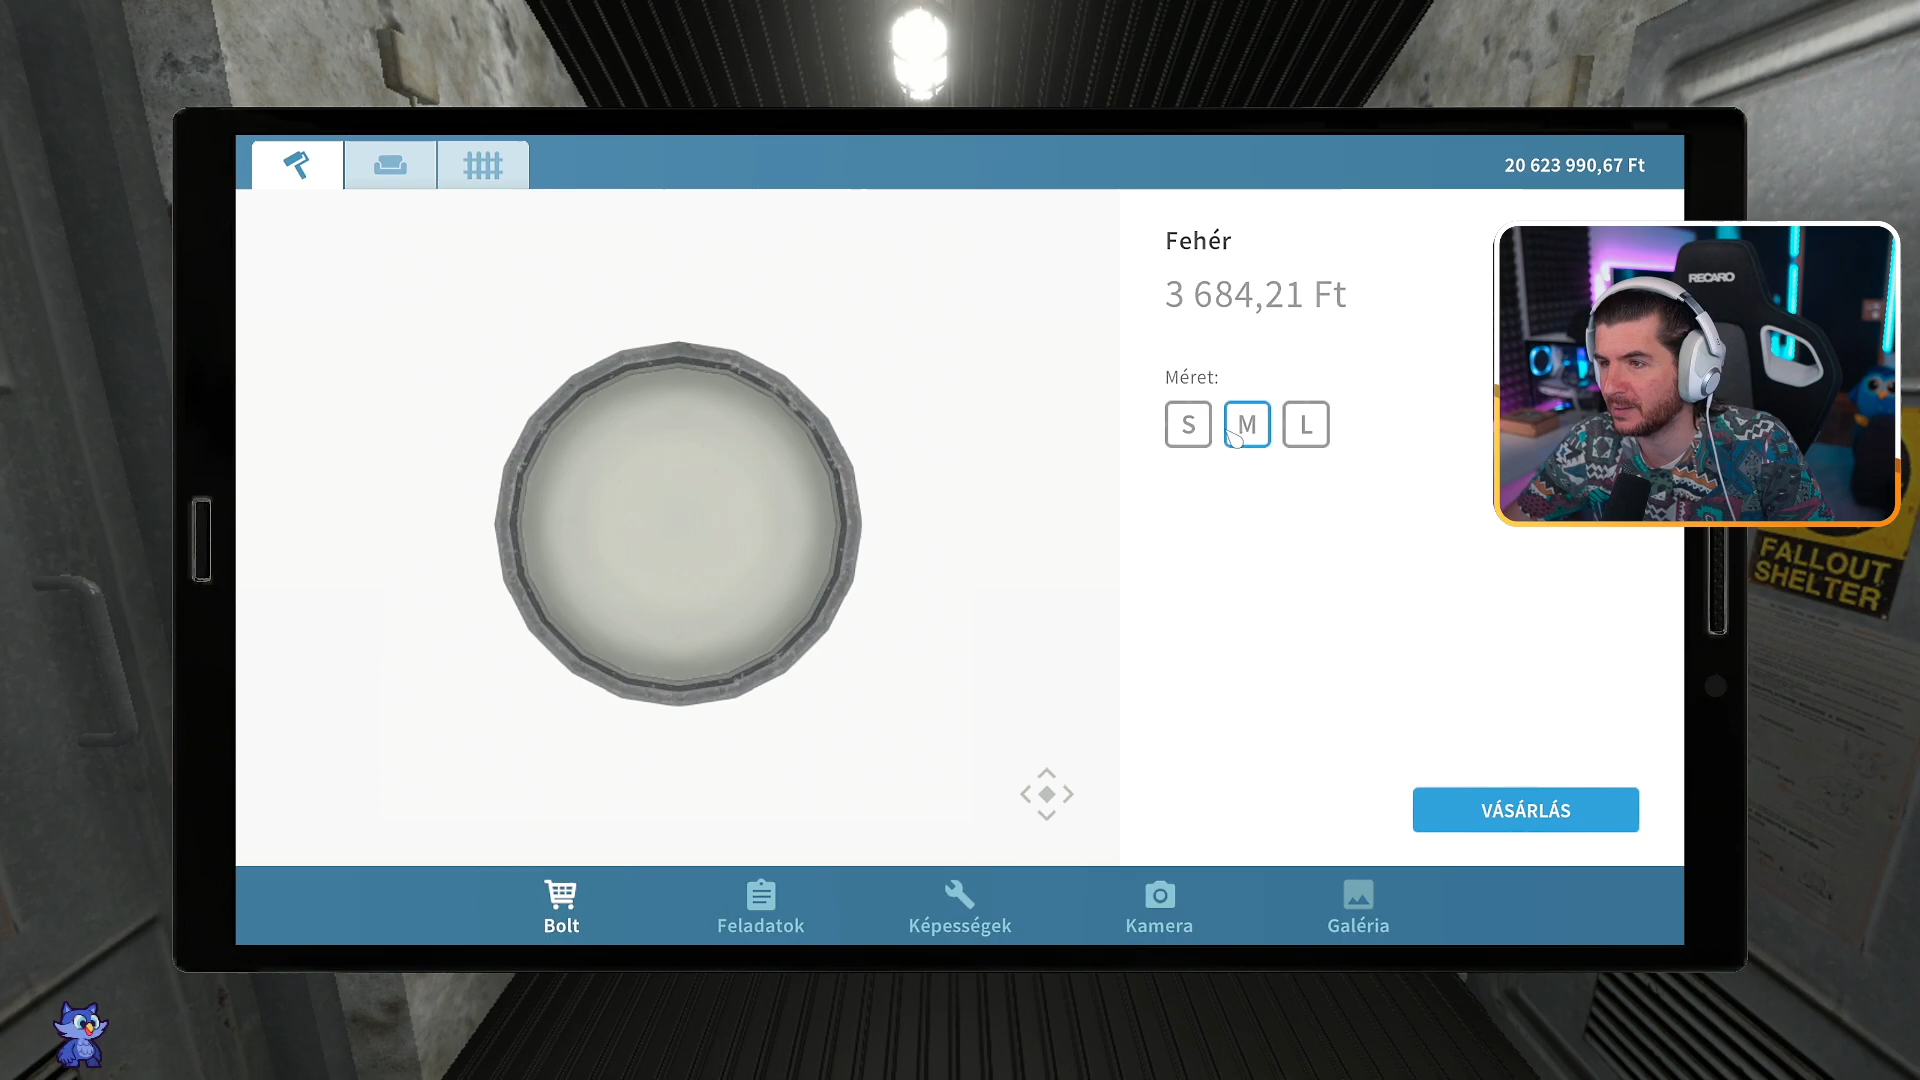 20 623 990,67 Ft
Fehér
3 684,21 Ft
Méret:
S M L
RECARO
FALLOUT
SHELTER
VÁSÁRLÁS
Bolt
Feladatok
Képességek
Kamera
Galéria